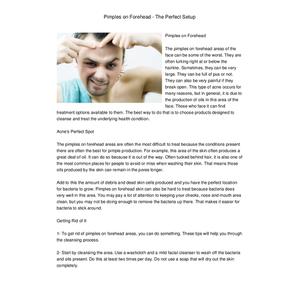 Pimples on Forehead - The Perfect Setup
Pimples on Forehead
The pimples on forehead areas of the
face can be some of the worst. They are
often lurking right at or below the
hairline. Sometimes, they can be very
large. They can be full of pus or not.
They can also be very painful if they
break open. This type of acne occurs for
many reasons, but in general, it is due to
the production of oils in this area of the
face. Those who face it can find
treatment options available to them. The best way to do that is to choose products designed to
cleanse and treat the underlying health condition.
Acne's Perfect Spot
The pimples on forehead areas are often the most difficult to treat because the conditions present
there are often the best for pimple production. For example, this area of the skin often produces a
great deal of oil. It can do so because it is out of the way. Often tucked behind hair, it is also one of
the most common places for people to avoid or miss when washing their skin. That means those
oils produced by the skin can remain in the pores longer.
Add to this the amount of debris and dead skin cells produced and you have the perfect location
for bacteria to grow. Pimples on forehead skin can also be hard to treat because bacteria does
very well in this area. You may pay a lot of attention to keeping your cheeks, nose and mouth area
clean, but you may not be doing enough to remove the bacteria up there. That makes it easier for
bacteria to stick around.
Getting Rid of It
1- To get rid of pimples on forehead areas, you can do something. These tips will help you through
the cleansing process.
2- Start by cleansing the area. Use a washcloth and a mild facial cleanser to wash off the bacteria
and oils present. Do this at least two times per day. Do not use a soap that will dry out the skin
completely.